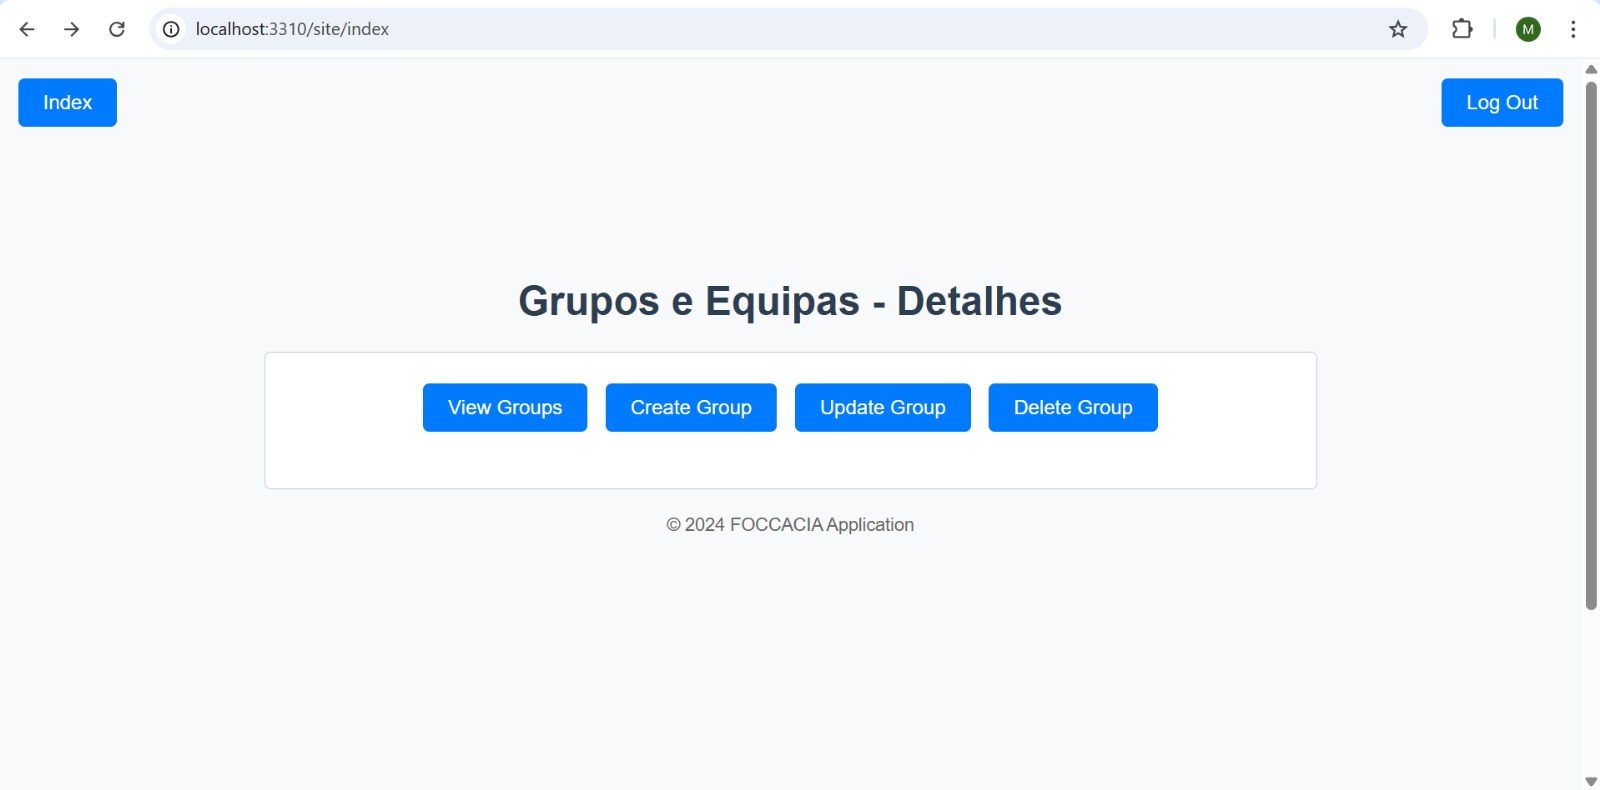 localhost:3310/site/index
M
Index
Log Out
Grupos e Equipas - Detalhes
View Groups
Create Group
Update Group
Delete Group
© 2024 FOCCACIA Application